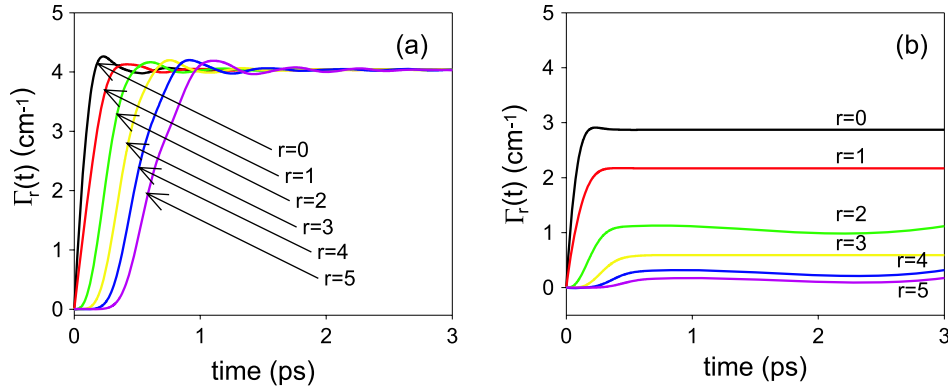 (a)
Γr(t) (cm-1)
5
4
3
2
1
0
r=0
r=1
r=2
r=3
r=4
r=5
0 1 2 3
time (ps)
(b)
Γr(t) (cm-1)
5
4
3
2
1
0
r=0
r=1
r=2
r=3
r=4
r=5
0 1 2 3
time (ps)